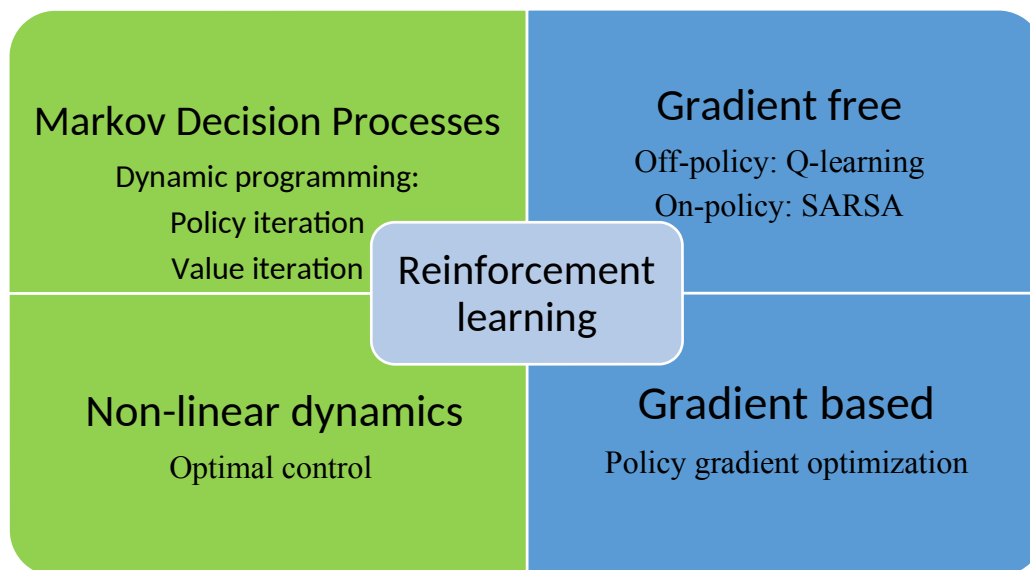 Markov Decision Processes
Dynamic programming:
Policy iteration
Value iteration
Gradient free
Off-policy: Q-learning
On-policy: SARSA
Reinforcement
learning
Non-linear dynamics
Optimal control
Gradient based
Policy gradient optimization